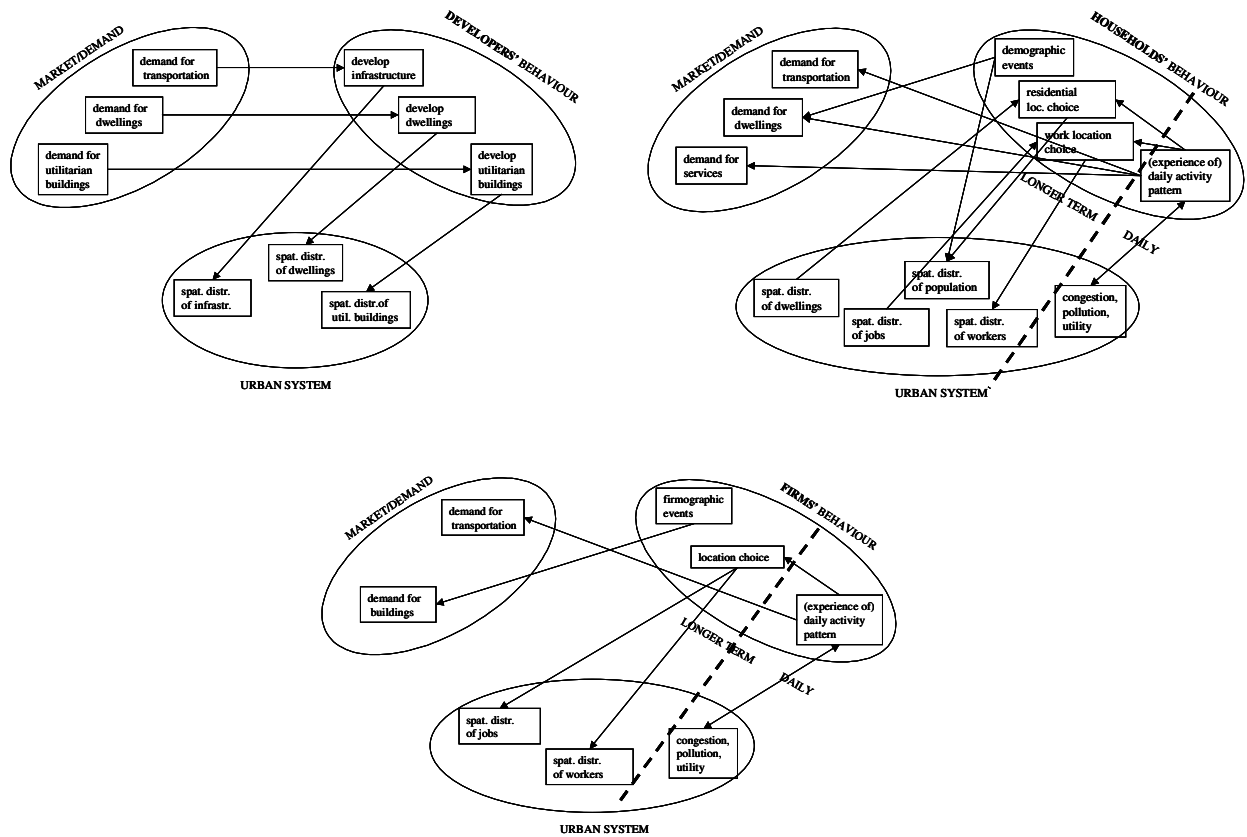 MARKET/DEMAND
DEVELOPERS' BEHAVIOUR
demand for
transportation
develop
infrastructure
demand for
dwellings
develop
dwellings
demand for
utilitarian
buildings
develop
utilitarian
buildings
spat. distr.
of dwellings
spat. distr.
of infrastr.
spat. distr.of
util. buildings
URBAN SYSTEM
MARKET/DEMAND
HOUSEHOLDS' BEHAVIOUR
demand for
transportation
demographic
events
demand for
dwellings
residential
loc. choice
work location
choice
demand for
services
(experience of)
daily activity
pattern
LONGER TERM
DAILY
spat. distr.
of dwellings
spat. distr.
of population
spat. distr.
of jobs
spat. distr.
of workers
congestion,
pollution,
utility
URBAN SYSTEM`
MARKET/DEMAND
FIRMS' BEHAVIOUR
demand for
transportation
firmographic
events
location choice
demand for
buildings
(experience of)
daily activity
pattern
LONGER TERM
DAILY
spat. distr.
of jobs
spat. distr.
of workers
congestion,
pollution,
utility
URBAN SYSTEM